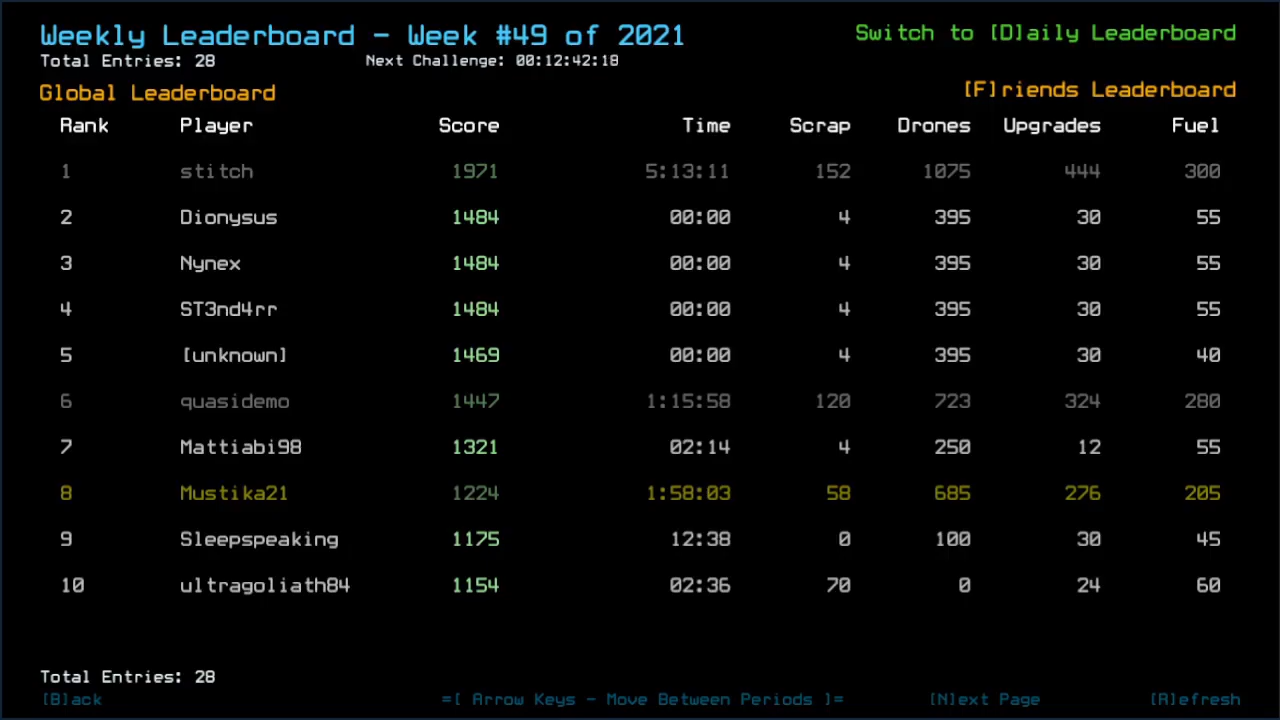 Weekly Leaderboard - Week #49 of 2021 Switch to [D]aily Leaderboard
Total Entries: 28 Next Challenge: 00:12:42:18
Global Leaderboard [F]riends Leaderboard
Rank Player Score Time Scrap Drones Upgrades Fuel
1 stitch 1971 5:13:11 152 1075 444 300
2 Dionysus 1484 00:00 4 395 30 55
3 Nynex 1484 00:00 4 395 30 55
4 ST3nd4rr 1484 00:00 4 395 30 55
5 [unknown] 1469 00:00 4 395 30 40
6 quasidemo 1447 1:15:58 120 723 324 280
7 Mattiabi98 1321 02:14 4 250 12 55
8 Mustika21 1224 1:58:03 58 685 276 205
9 Sleepspeaking 1175 12:38 0 100 30 45
10 ultragoliath84 1154 02:36 70 0 24 60
Total Entries: 28
[B]ack =[ Arrow Keys - Move Between Periods ]= [N]ext Page [R]efresh